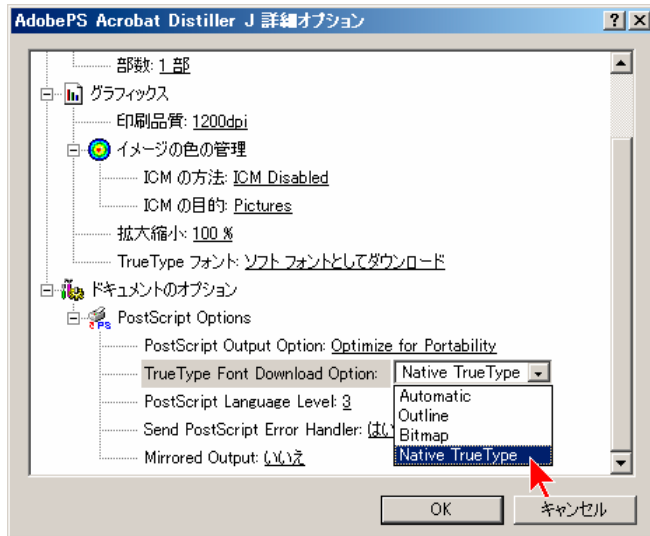 AdobePS Acrobat Distiller J 詳細オプション
部数: 1 部
グラフィックス
印刷品質: 1200dpi
イメージの色の管理
ICM の方法: ICM Disabled
ICM の目的: Pictures
拡大縮小: 100 %
TrueType フォント: ソフト フォントとしてダウンロード
ドキュメントのオプション
PostScript Options
PostScript Output Option: Optimize for Portability
TrueType Font Download Option: Native TrueType
Automatic
PostScript Language Level: 3
Outline
Send PostScript Error Handler: (はい
Bitmap
Mirrored Output: (いいえ
Native TrueType
OK
キャンセル